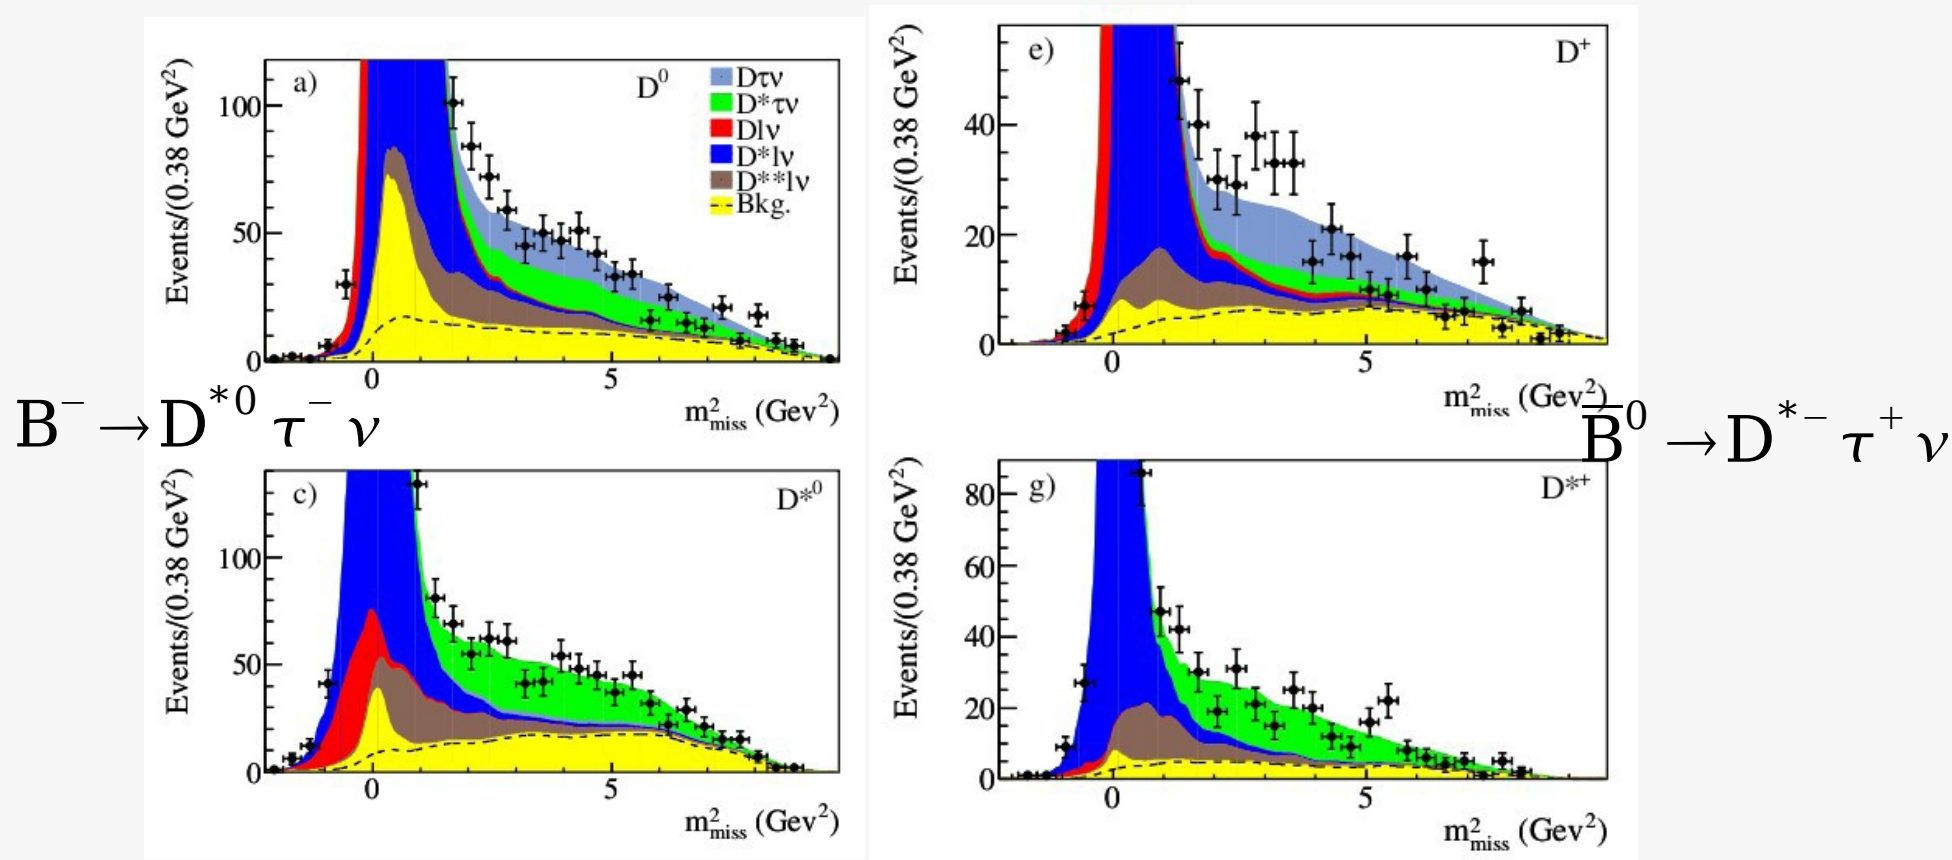 a)
D⁰
Dτν
D*τν
Dlν
D*lν
D**lν
Bkg.
Events/(0.38 GeV²)
100
50
0
0 5
m²miss (Gev²)
e)
D⁺
Events/(0.38 GeV²)
40
20
0
0 5
m²miss (Gev²)
B⁻ → D*⁰ τ⁻ ν
B̅⁰ → D*⁻ τ⁺ ν
c)
D*⁰
Events/(0.38 GeV²)
100
50
0
0 5
m²miss (Gev²)
g)
D*⁺
Events/(0.38 GeV²)
80
60
40
20
0
0 5
m²miss (Gev²)